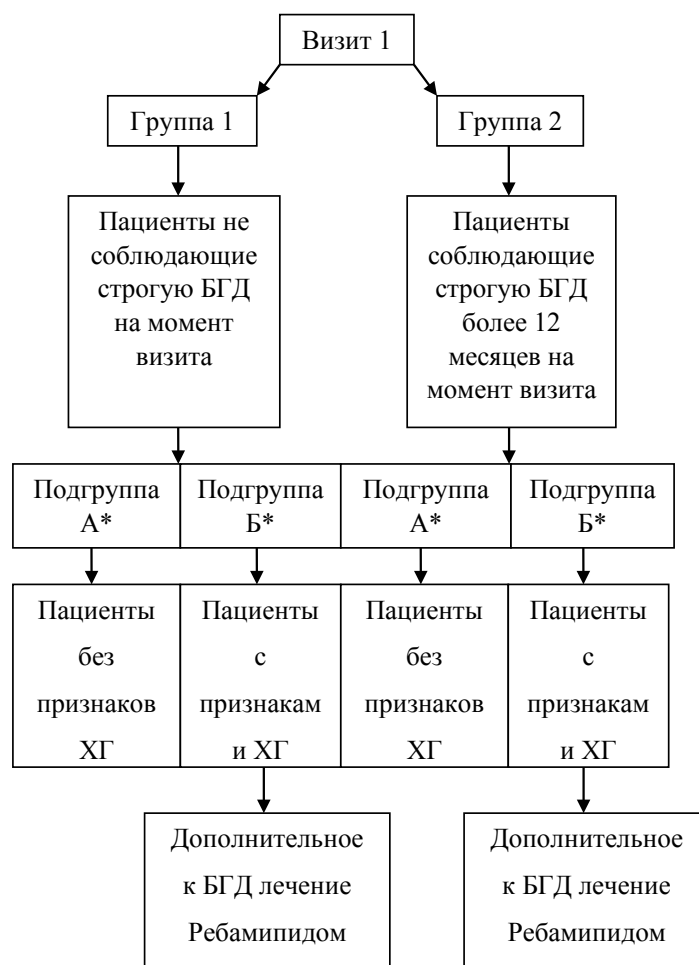 Визит 1
Группа 1
Группа 2
Пациенты не
соблюдающие
строгую БГД
на момент
визита
Пациенты
соблюдающие
строгую БГД
более 12
месяцев на
момент визита
Подгруппа
А*
Подгруппа
Б*
Подгруппа
А*
Подгруппа
Б*
Пациенты
без
признаков
ХГ
Пациенты
с
признакам
и ХГ
Пациенты
без
признаков
ХГ
Пациенты
с
признакам
и ХГ
Дополнительное
к БГД лечение
Ребамипидом
Дополнительное
к БГД лечение
Ребамипидом